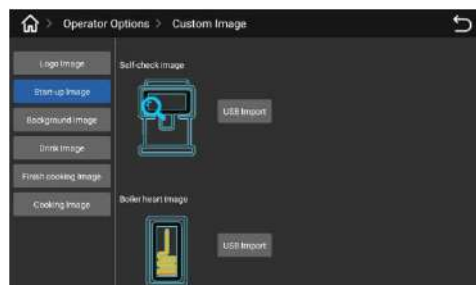 > Operator Options > Custom Image
Logo Image
Start-up Image
Background Image
Drink Image
Finish cooking Image
Cooking Image
Self-check image
USB Import
Boiler heart image
USB Import